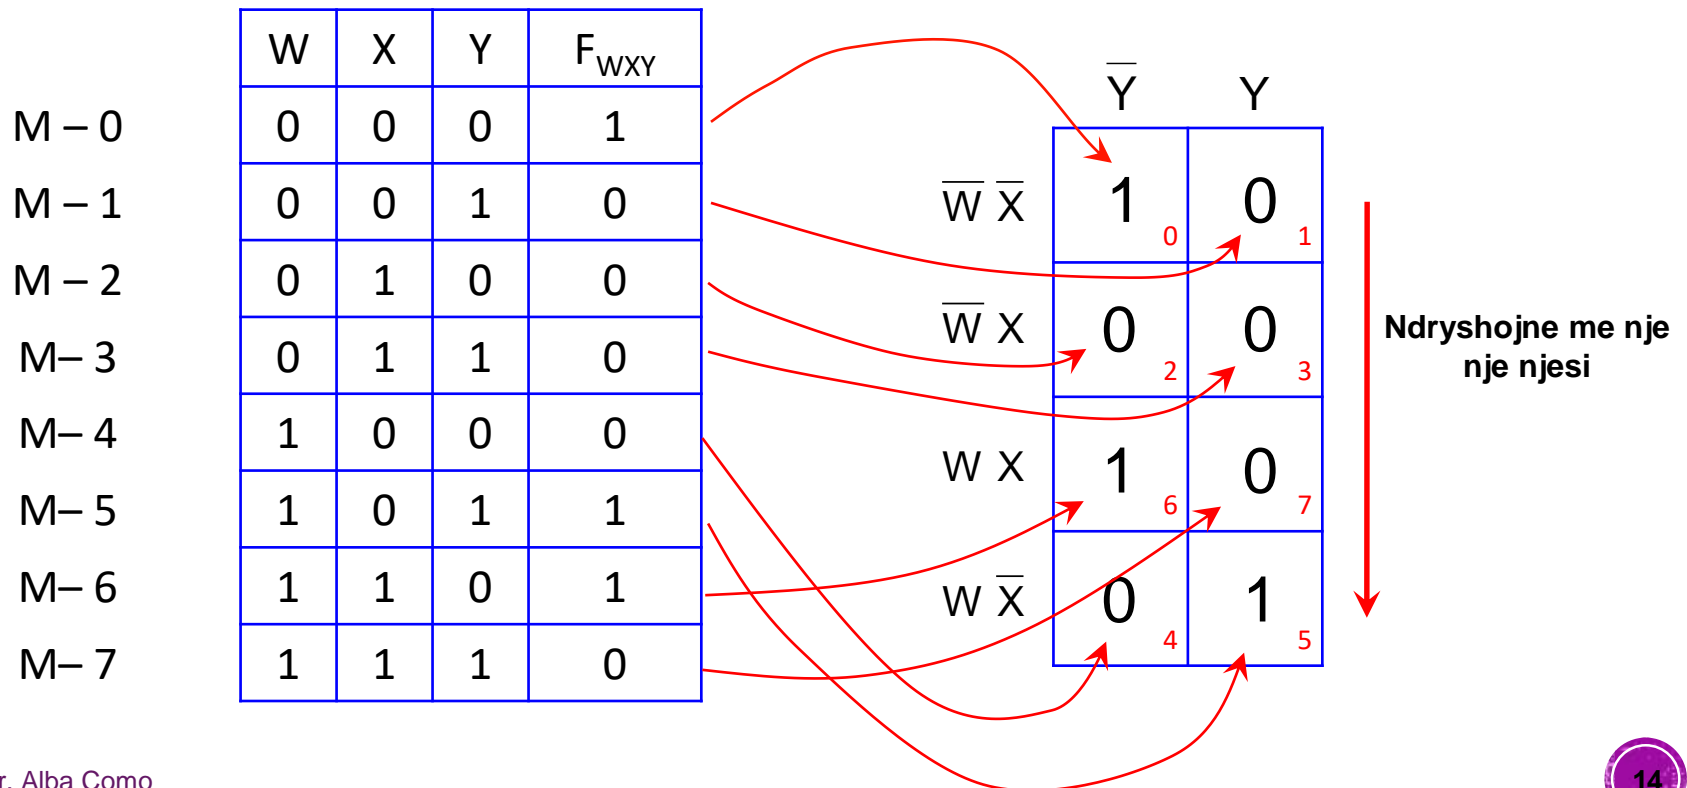 W X Y F WXY
M – 0 0 0 0 1
M – 1 0 0 1 0
M – 2 0 1 0 0
M– 3 0 1 1 0
M– 4 1 0 0 0
M– 5 1 0 1 1
M– 6 1 1 0 1
M– 7 1 1 1 0
Y̅ Y
W̅ X̅ 1 0 0 1
W̅ X 0 2 0 3
W X 1 6 0 7
W X̅ 0 4 1 5
Ndryshojne me nje
nje njesi
r. Alba Como
14